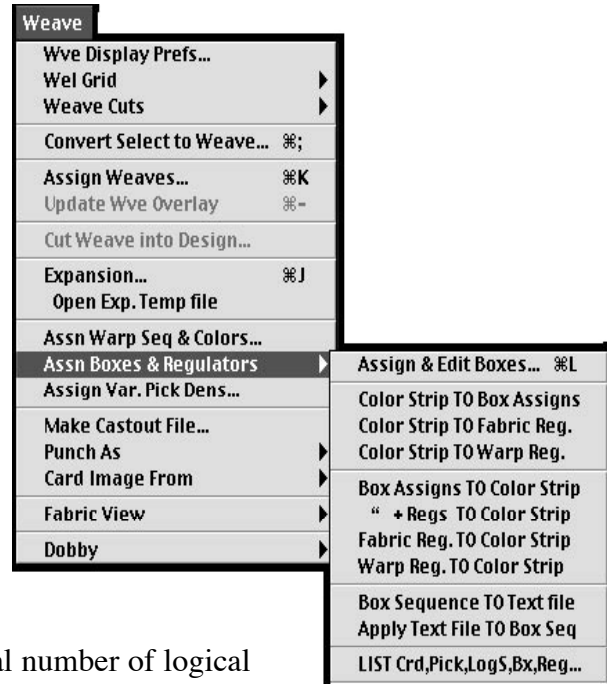 Weave
Wve Display Prefs...
Wel Grid
Weave Cuts
Convert Select to Weave... ⌘;
Assign Weaves... ⌘K
Update Wve Overlay ⌘-
Cut Weave into Design...
Expansion... ⌘J
Open Exp. Temp file
Assn Warp Seq & Colors...
Assn Boxes & Regulators
Assign Var. Pick Dens...
Make Castout File...
Punch As
Card Image From
Fabric View
Dobby
Assign & Edit Boxes... ⌘L
Color Strip TO Box Assigns
Color Strip TO Fabric Reg.
Color Strip TO Warp Reg.
Box Assigns TO Color Strip
“ +Regs TO Color Strip
Fabric Reg. TO Color Strip
Warp Reg. TO Color Strip
Box Sequence TO Text file
Apply Text File TO Box Seq
LIST Crd,Pick,LogS,Bx,Reg...
al number of logical